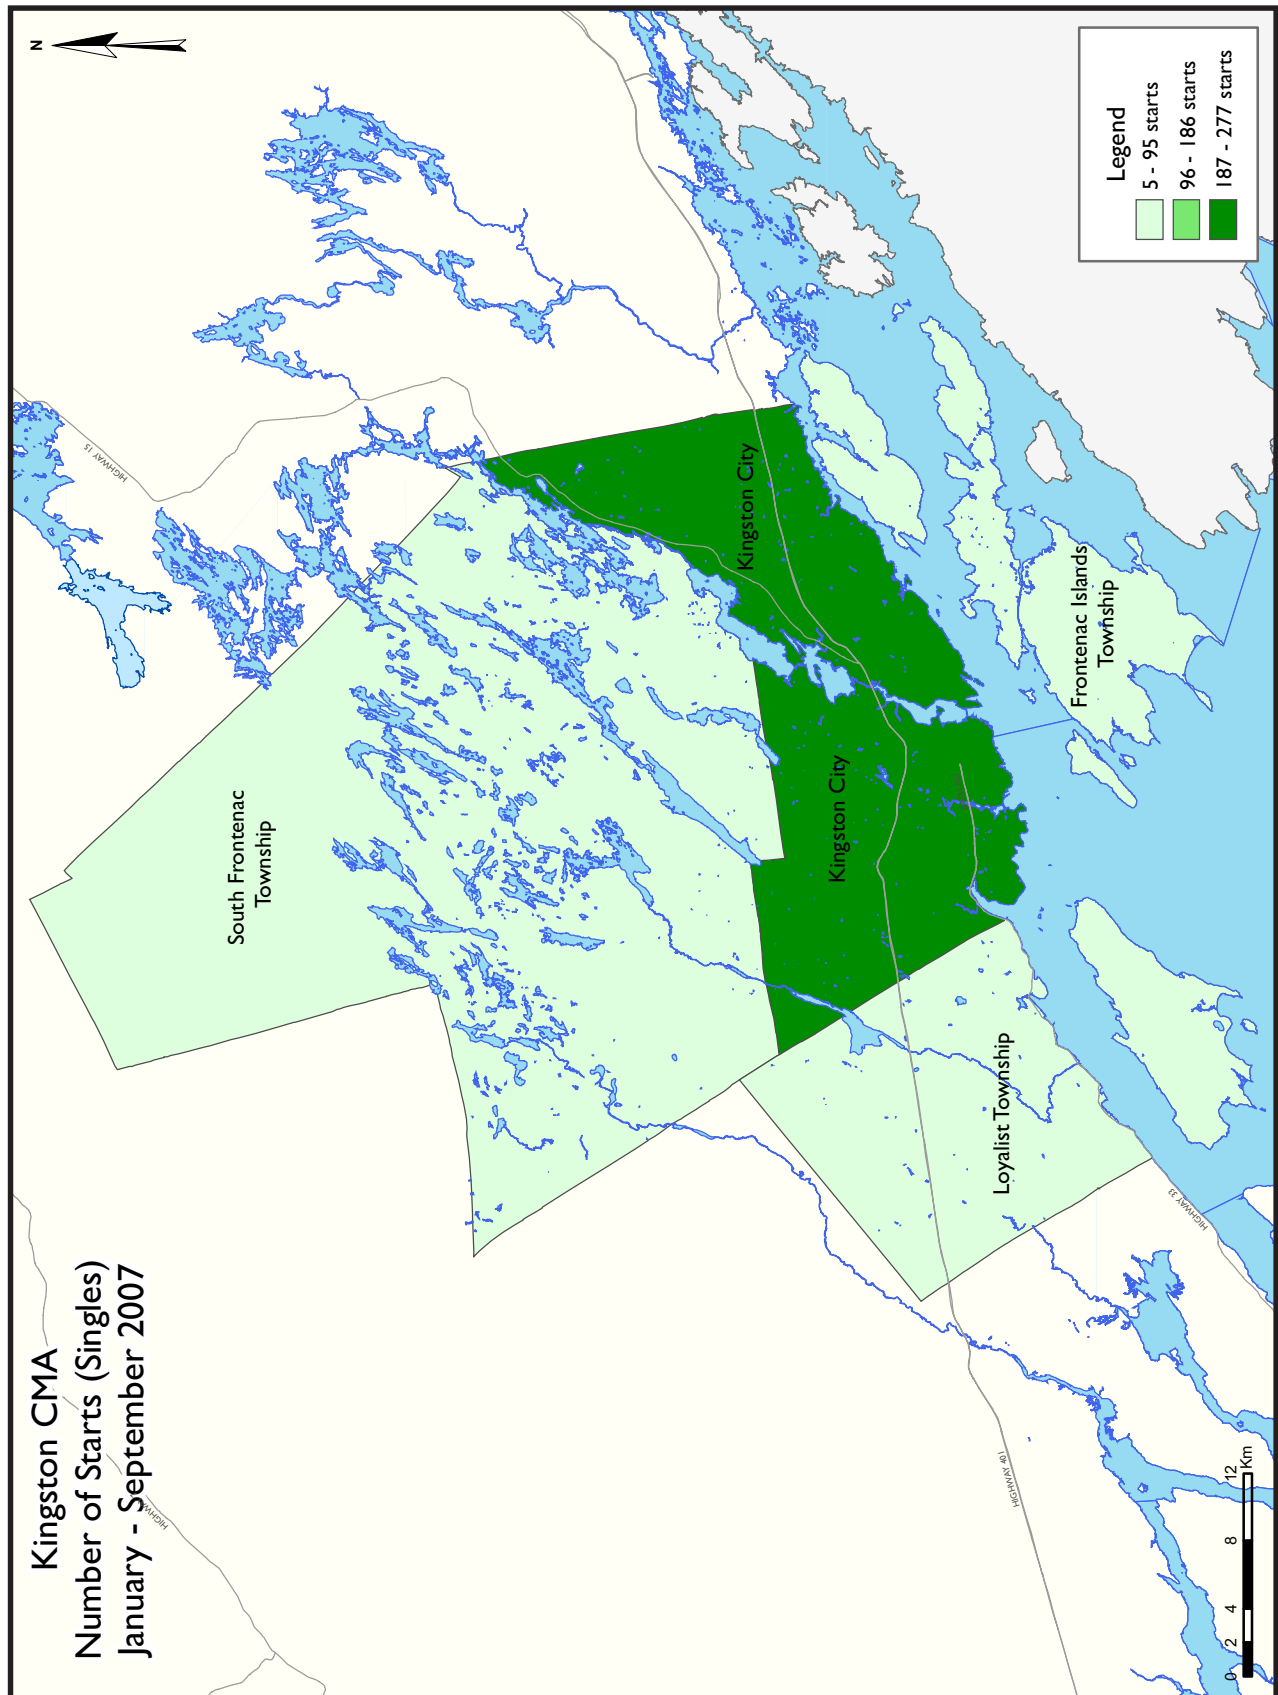 Kingston CMA
Number of Starts (Singles)
January - September 2007
N
HIGHWAY 15
South Frontenac
Township
Kingston City
Kingston City
Loyalist Township
Frontenac Islands
Township
HIGHWAY
HIGHWAY 401
HIGHWAY 33
Legend
5 - 95 starts
96 - 186 starts
187 - 277 starts
0 2 4 8 12
Km